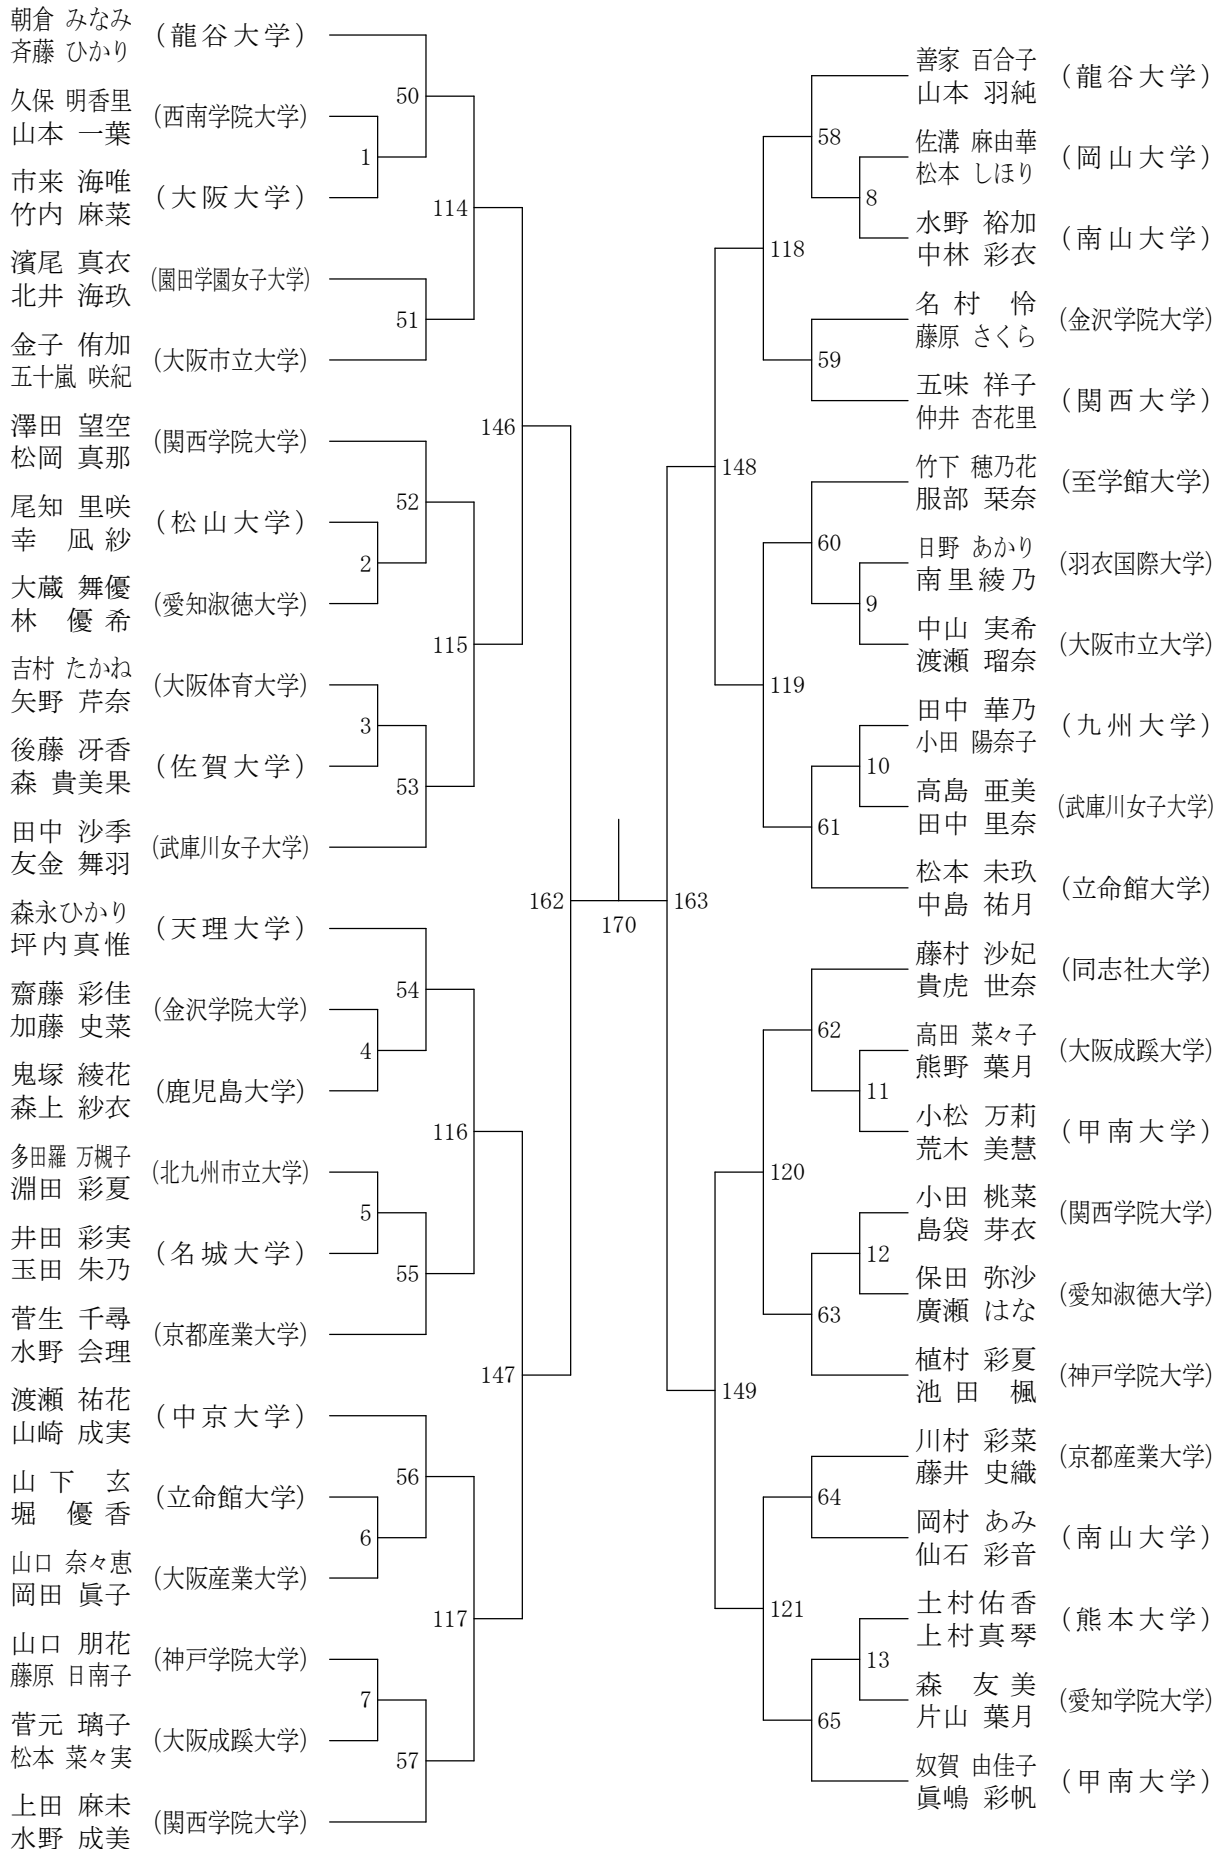 朝倉 みなみ
斉藤 ひかり
(龍谷大学)
久保 明香里
山本 一葉
(西南学院大学)
市来 海唯
竹内 麻菜
(大阪大学)
濱尾 真衣
北井 海玖
(園田学園女子大学)
金子 侑加
五十嵐 咲紀
(大阪市立大学)
澤田 望空
松岡 真那
(関西学院大学)
尾知 里咲
幸 凪紗
(松山大学)
大蔵 舞優
林 優希
(愛知淑徳大学)
吉村 たかね
矢野 芹奈
(大阪体育大学)
後藤 冴香
森 貴美果
(佐賀大学)
田中 沙季
友金 舞羽
(武庫川女子大学)
森永ひかり
坪内真惟
(天理大学)
齋藤 彩佳
加藤 史菜
(金沢学院大学)
鬼塚 綾花
森上 紗衣
(鹿児島大学)
多田羅 万槻子
淵田 彩夏
(北九州市立大学)
井田 彩実
玉田 朱乃
(名城大学)
菅生 千尋
水野 会理
(京都産業大学)
渡瀬 祐花
山崎 成実
(中京大学)
山下 玄
堀 優香
(立命館大学)
山口 奈々恵
岡田 眞子
(大阪産業大学)
山口 朋花
藤原 日南子
(神戸学院大学)
菅元 璃子
松本 菜々実
(大阪成蹊大学)
上田 麻未
水野 成美
(関西学院大学)
1
2
3
4
5
6
7
50
51
52
53
54
55
56
57
114
115
116
117
146
147
162
170
163
148
149
118
119
120
121
58
59
60
61
62
63
64
65
8
9
10
11
12
13
善家 百合子
山本 羽純
(龍谷大学)
佐溝 麻由華
松本 しほり
(岡山大学)
水野 裕加
中林 彩衣
(南山大学)
名村 怜
藤原 さくら
(金沢学院大学)
五味 祥子
仲井 杏花里
(関西大学)
竹下 穂乃花
服部 栞奈
(至学館大学)
日野 あかり
南里綾乃
(羽衣国際大学)
中山 実希
渡瀬 瑠奈
(大阪市立大学)
田中 華乃
小田 陽奈子
(九州大学)
高島 亜美
田中 里奈
(武庫川女子大学)
松本 未玖
中島 祐月
(立命館大学)
藤村 沙妃
貴虎 世奈
(同志社大学)
高田 菜々子
熊野 葉月
(大阪成蹊大学)
小松 万莉
荒木 美慧
(甲南大学)
小田 桃菜
島袋 芽衣
(関西学院大学)
保田 弥沙
廣瀬 はな
(愛知淑徳大学)
植村 彩夏
池田 楓
(神戸学院大学)
川村 彩菜
藤井 史織
(京都産業大学)
岡村 あみ
仙石 彩音
(南山大学)
土村佑香
上村真琴
(熊本大学)
森 友美
片山 葉月
(愛知学院大学)
奴賀 由佳子
眞嶋 彩帆
(甲南大学)